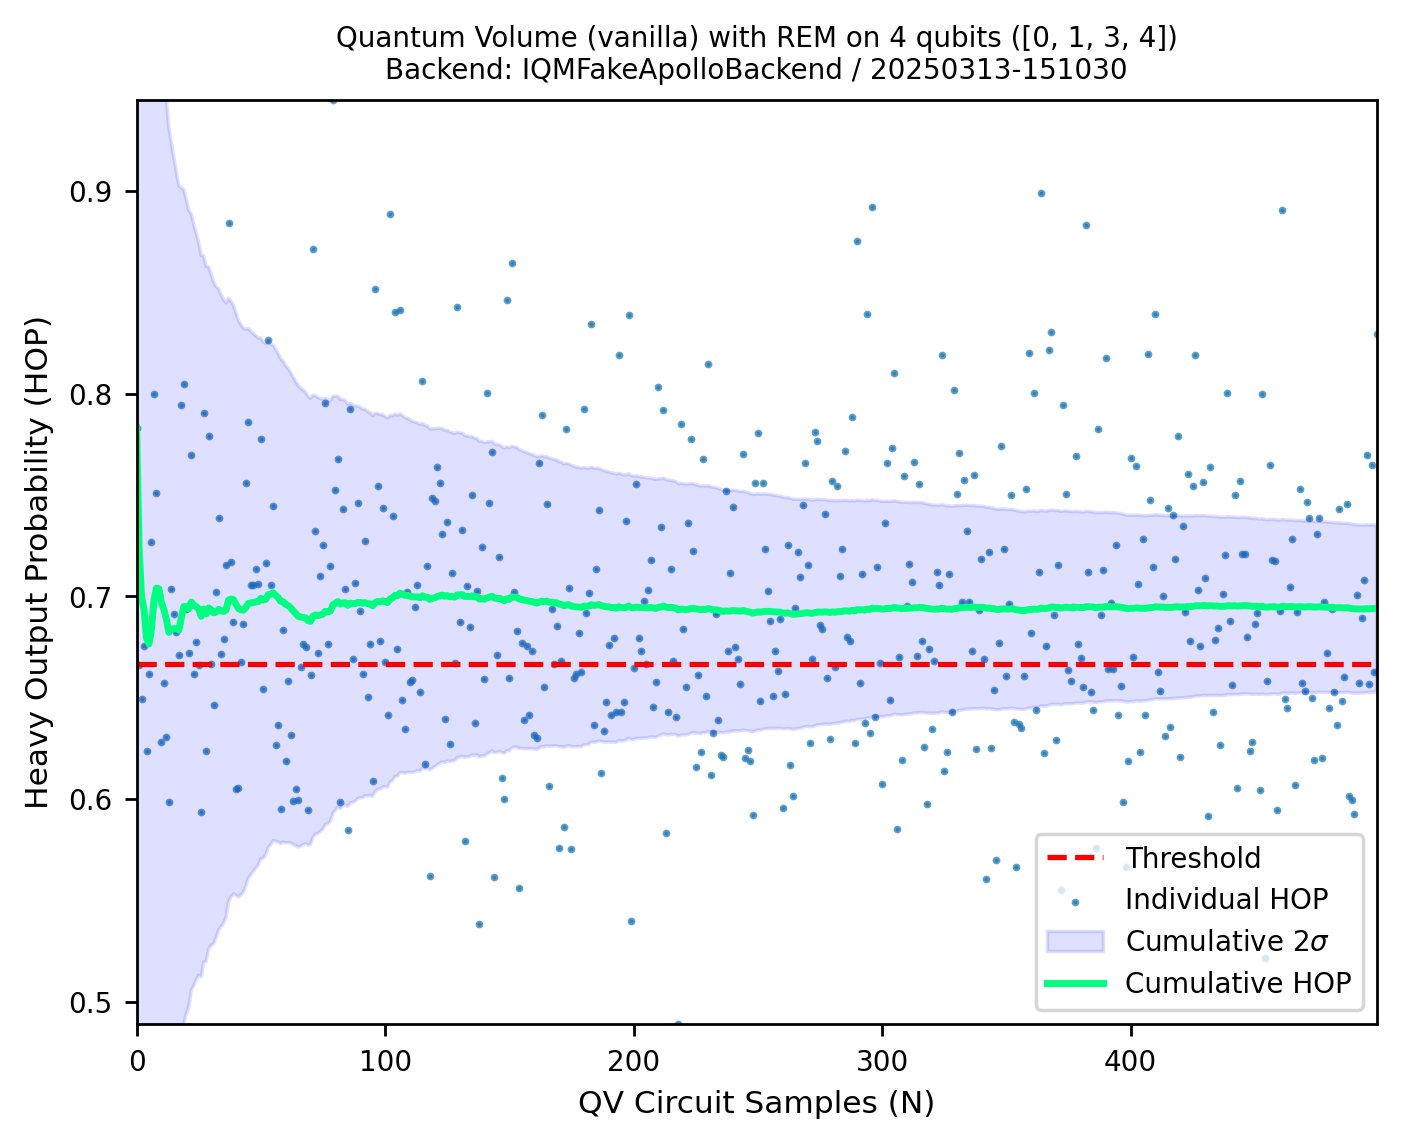 Quantum Volume (vanilla) with REM on 4 qubits ([0, 1, 3, 4])
Backend: IQMFakeApolloBackend / 20250313-151030
Heavy Output Probability (HOP)
0.9
0.8
0.7
0.6
0.5
Threshold
Individual HOP
Cumulative 2σ
Cumulative HOP
0 100 200 300 400
QV Circuit Samples (N)